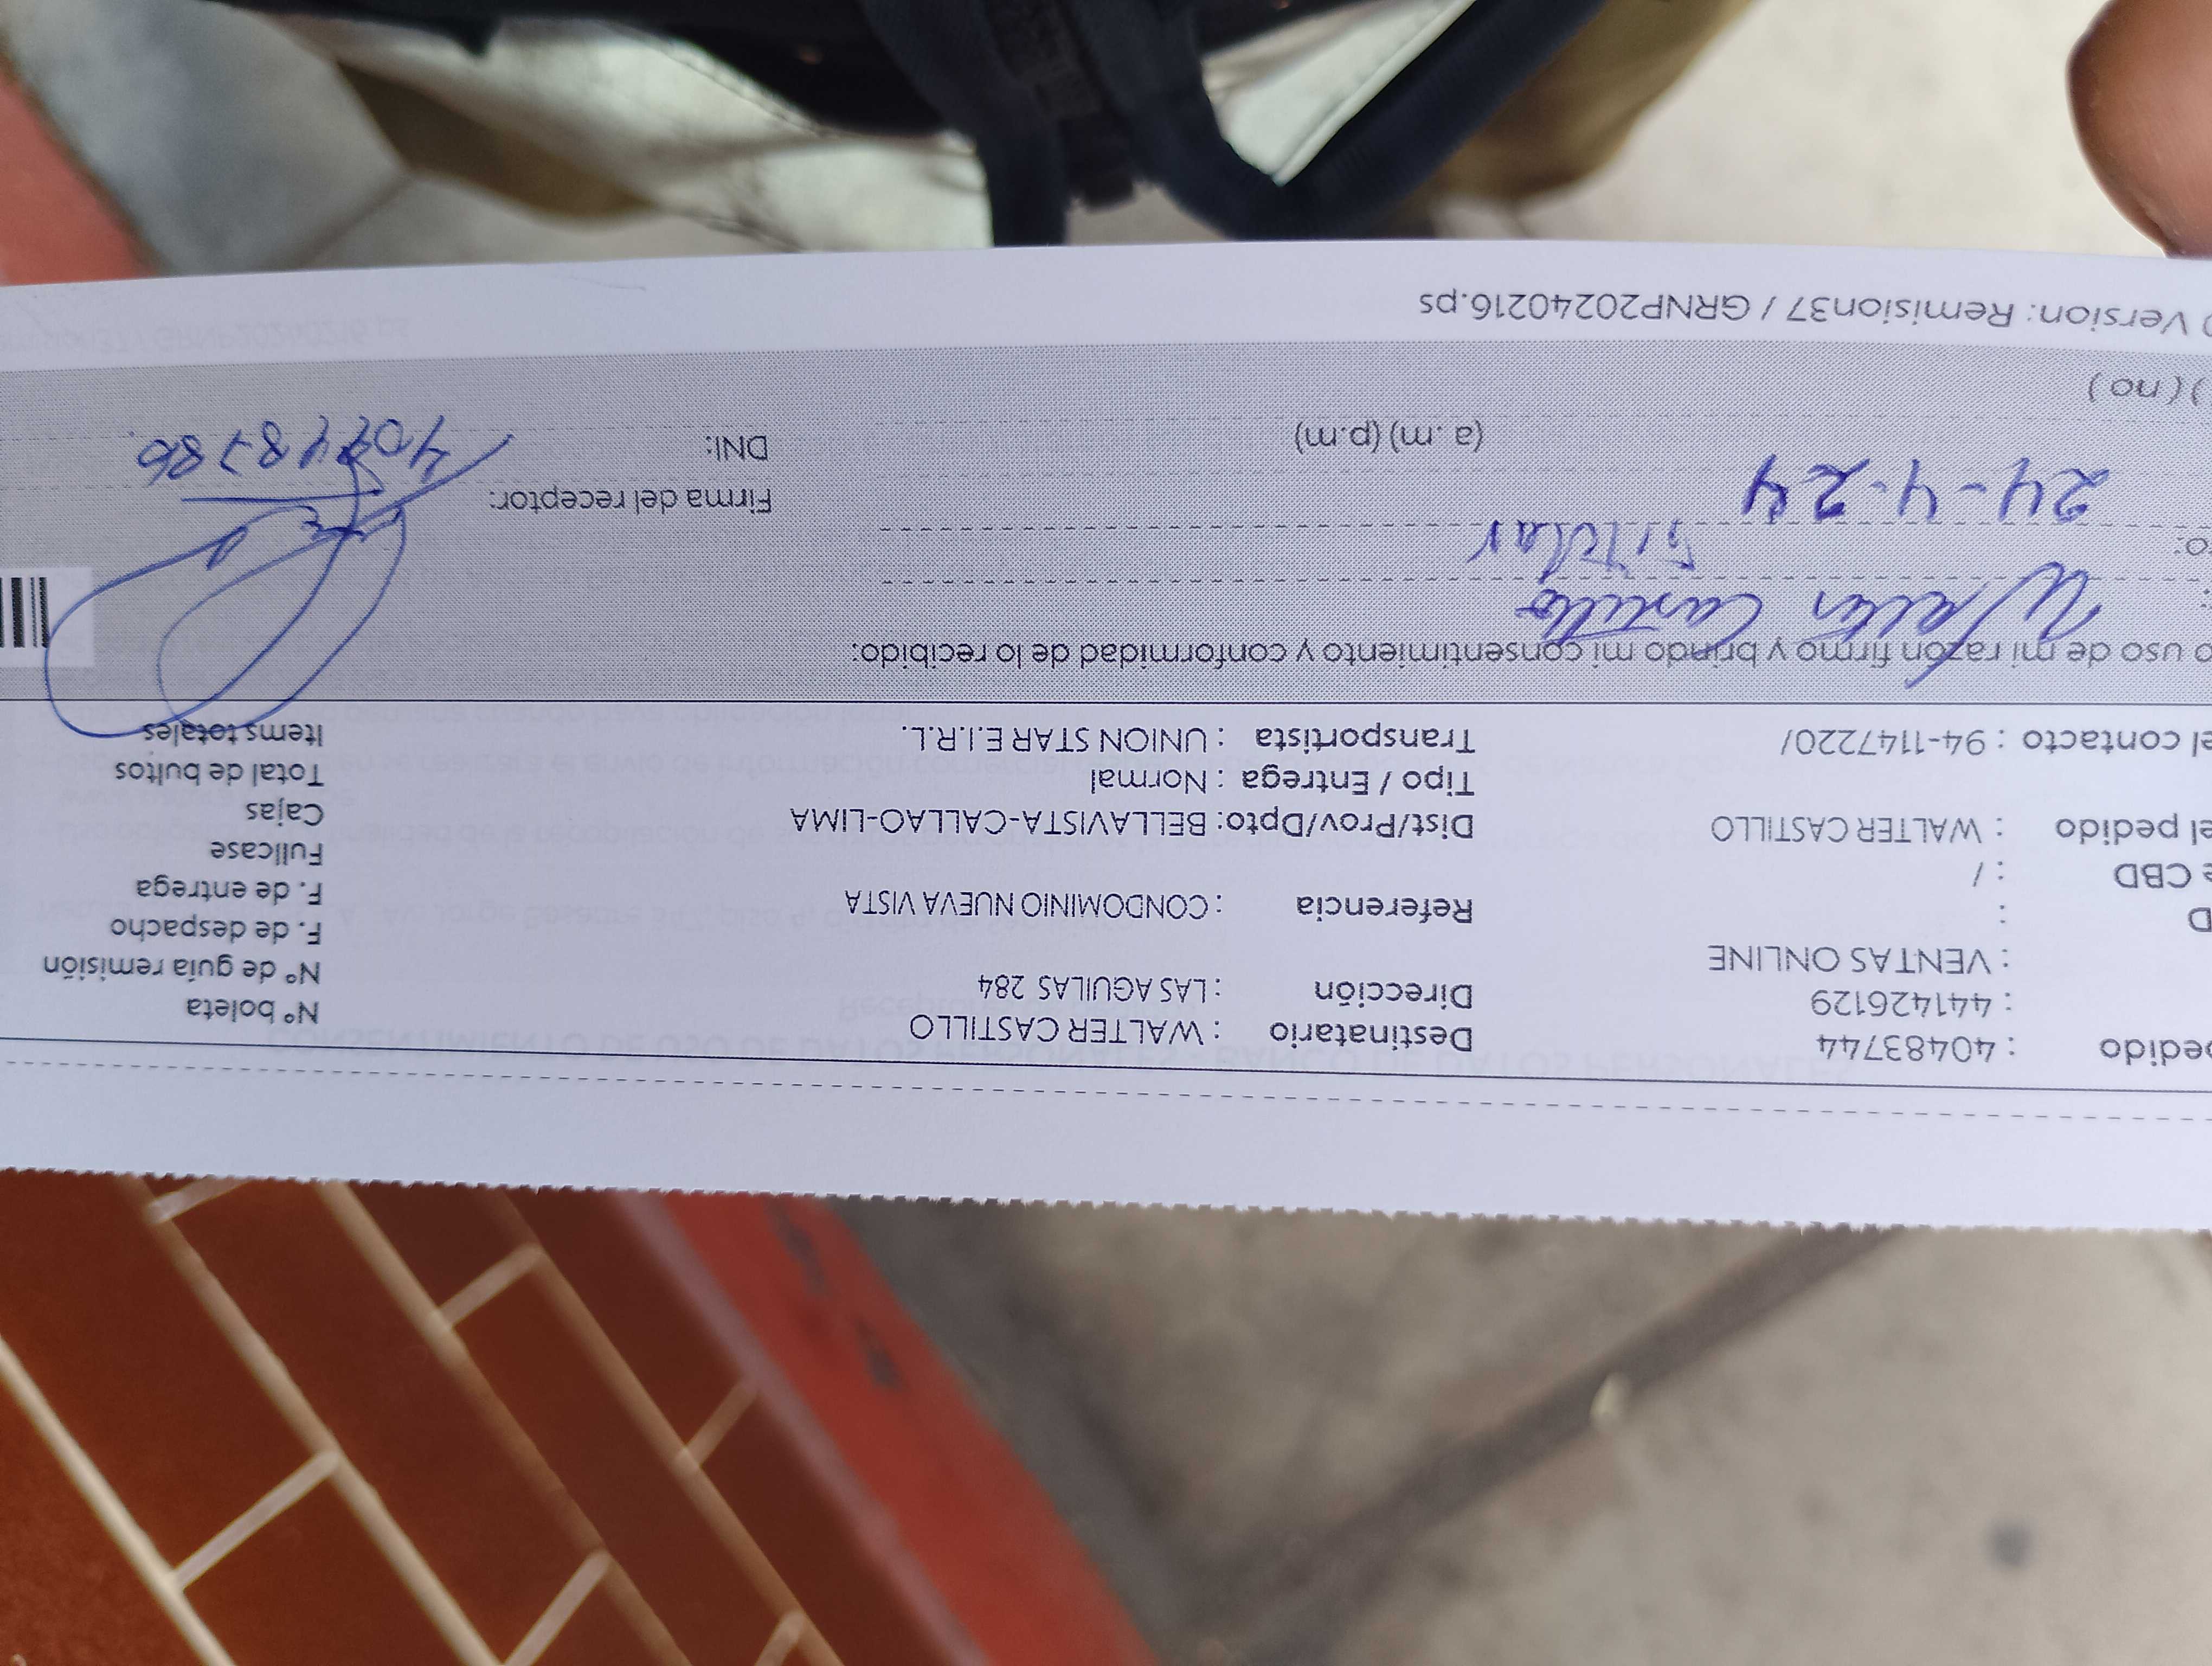 pedido : 40483744
: 441426129
: VENTAS ONLINE
D :
e CBD : /
el pedido : WALTER CASTILLO
el contacto : 94-1147220/
Destinatario : WALTER CASTILLO
Dirección : LAS AGUILAS 284
Referencia : CONDOMINIO NUEVA VISTA
Dist/Prov/Dpto: BELLAVISTA-CALLAO-LIMA
Tipo / Entrega : Normal
Transportista : UNION STAR E.I.R.L.
Nº boleta
Nº de guía remisión
F. de despacho
F. de entrega
Fullcase
Cajas
Total de bultos
Items totales
o uso de mi razón firmo y brindo mi consentimiento y conformidad de lo recibido:
Walter Castillo
Titular
o:
24-4-24
(a .m) (p.m)
) ( no )
Firma del receptor:
DNI:
Version: Remision37 / GRNP20240216.ps